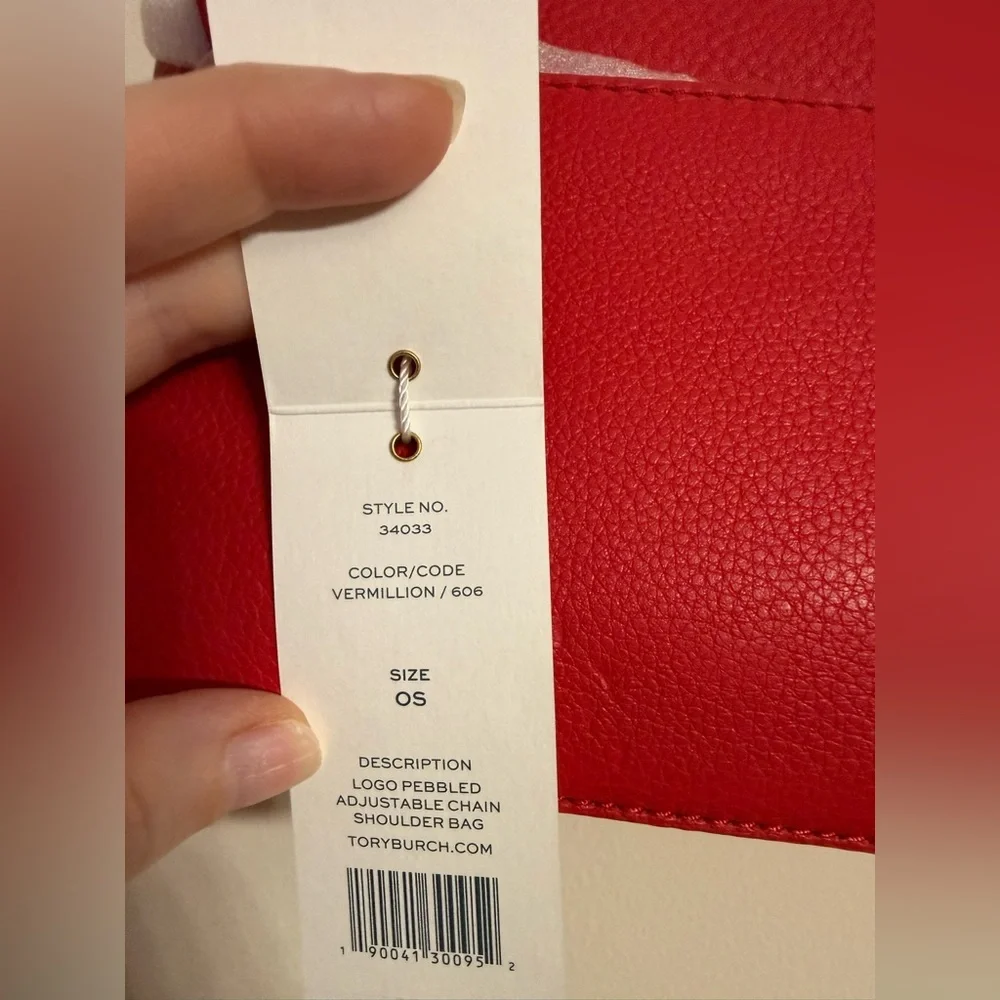 STYLE NO.
34033
COLOR/CODE
VERMILLION / 606
SIZE
OS
DESCRIPTION
LOGO PEBBLED
ADJUSTABLE CHAIN
SHOULDER BAG
TORYBURCH.COM
1 90041 30095 2